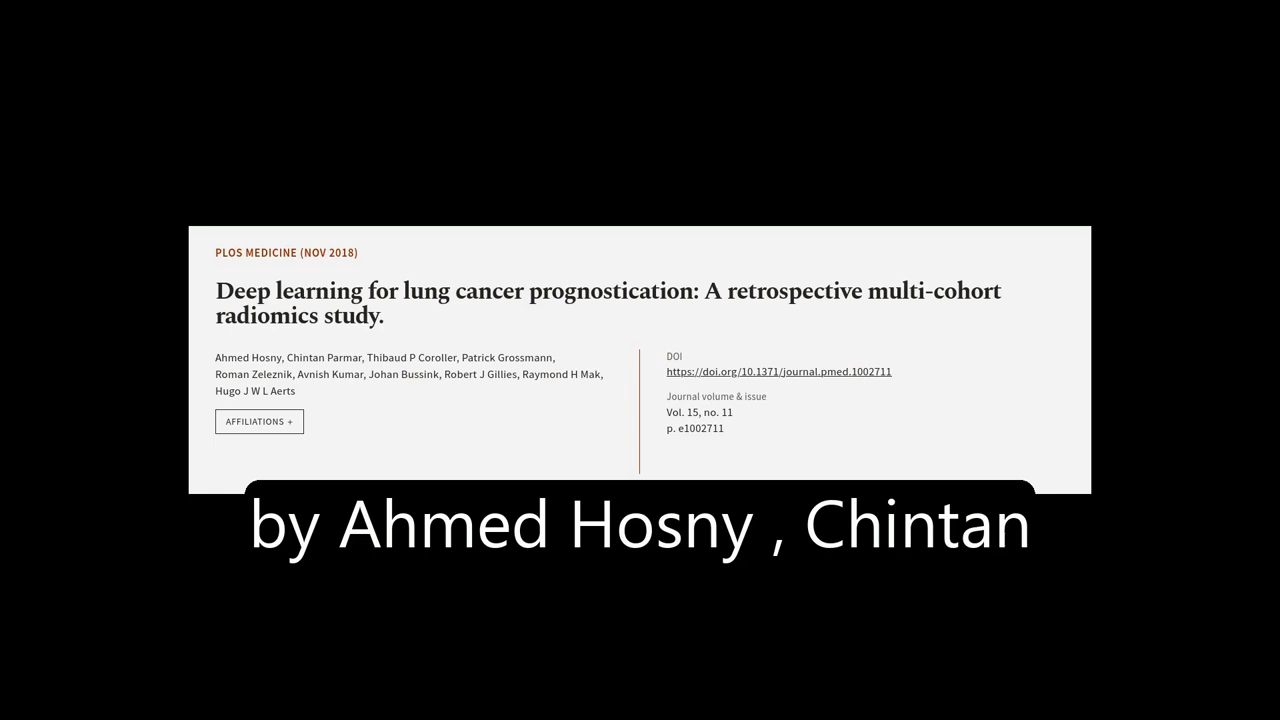 PLOS MEDICINE (NOV 2018)
Deep learning for lung cancer prognostication: A retrospective multi-cohort
radiomics study.
Ahmed Hosny, Chintan Parmar, Thibaud P Coroller, Patrick Grossmann,
Roman Zeleznik, Avnish Kumar, Johan Bussink, Robert J Gillies, Raymond H Mak,
Hugo J W L Aerts
AFFILIATIONS +
DOI
https://doi.org/10.1371/journal.pmed.1002711
Journal volume & issue
Vol. 15, no. 11
p. e1002711
by Ahmed Hosny , Chintan